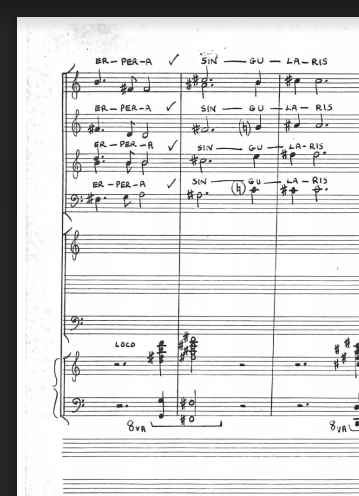 ER-PER-A ✓ SIN — GU — LA-RIS
ER-PER-A ✓ SIN — GU — LA-RIS
ER-PER-A ✓ SIN — GU — LA-RIS
ER-PER-A ✓ SIN — GU — LA-RIS
LOCO
8VA 8VA